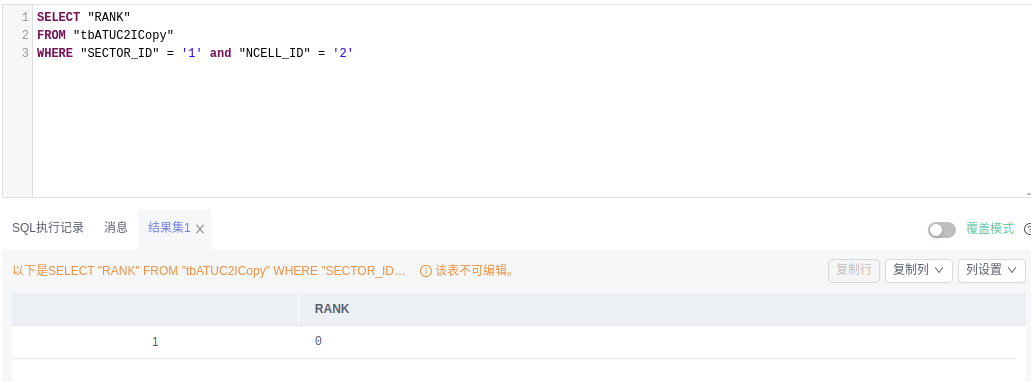 1 SELECT "RANK"
2 FROM "tbATUC2ICopy"
3 WHERE "SECTOR_ID" = '1' and "NCELL_ID" = '2'
SQL执行记录 消息 结果集1 覆盖模式
以下是SELECT "RANK" FROM "tbATUC2ICopy" WHERE "SECTOR_ID... 该表不可编辑。 复制行 复制列 列设置
RANK
1 0